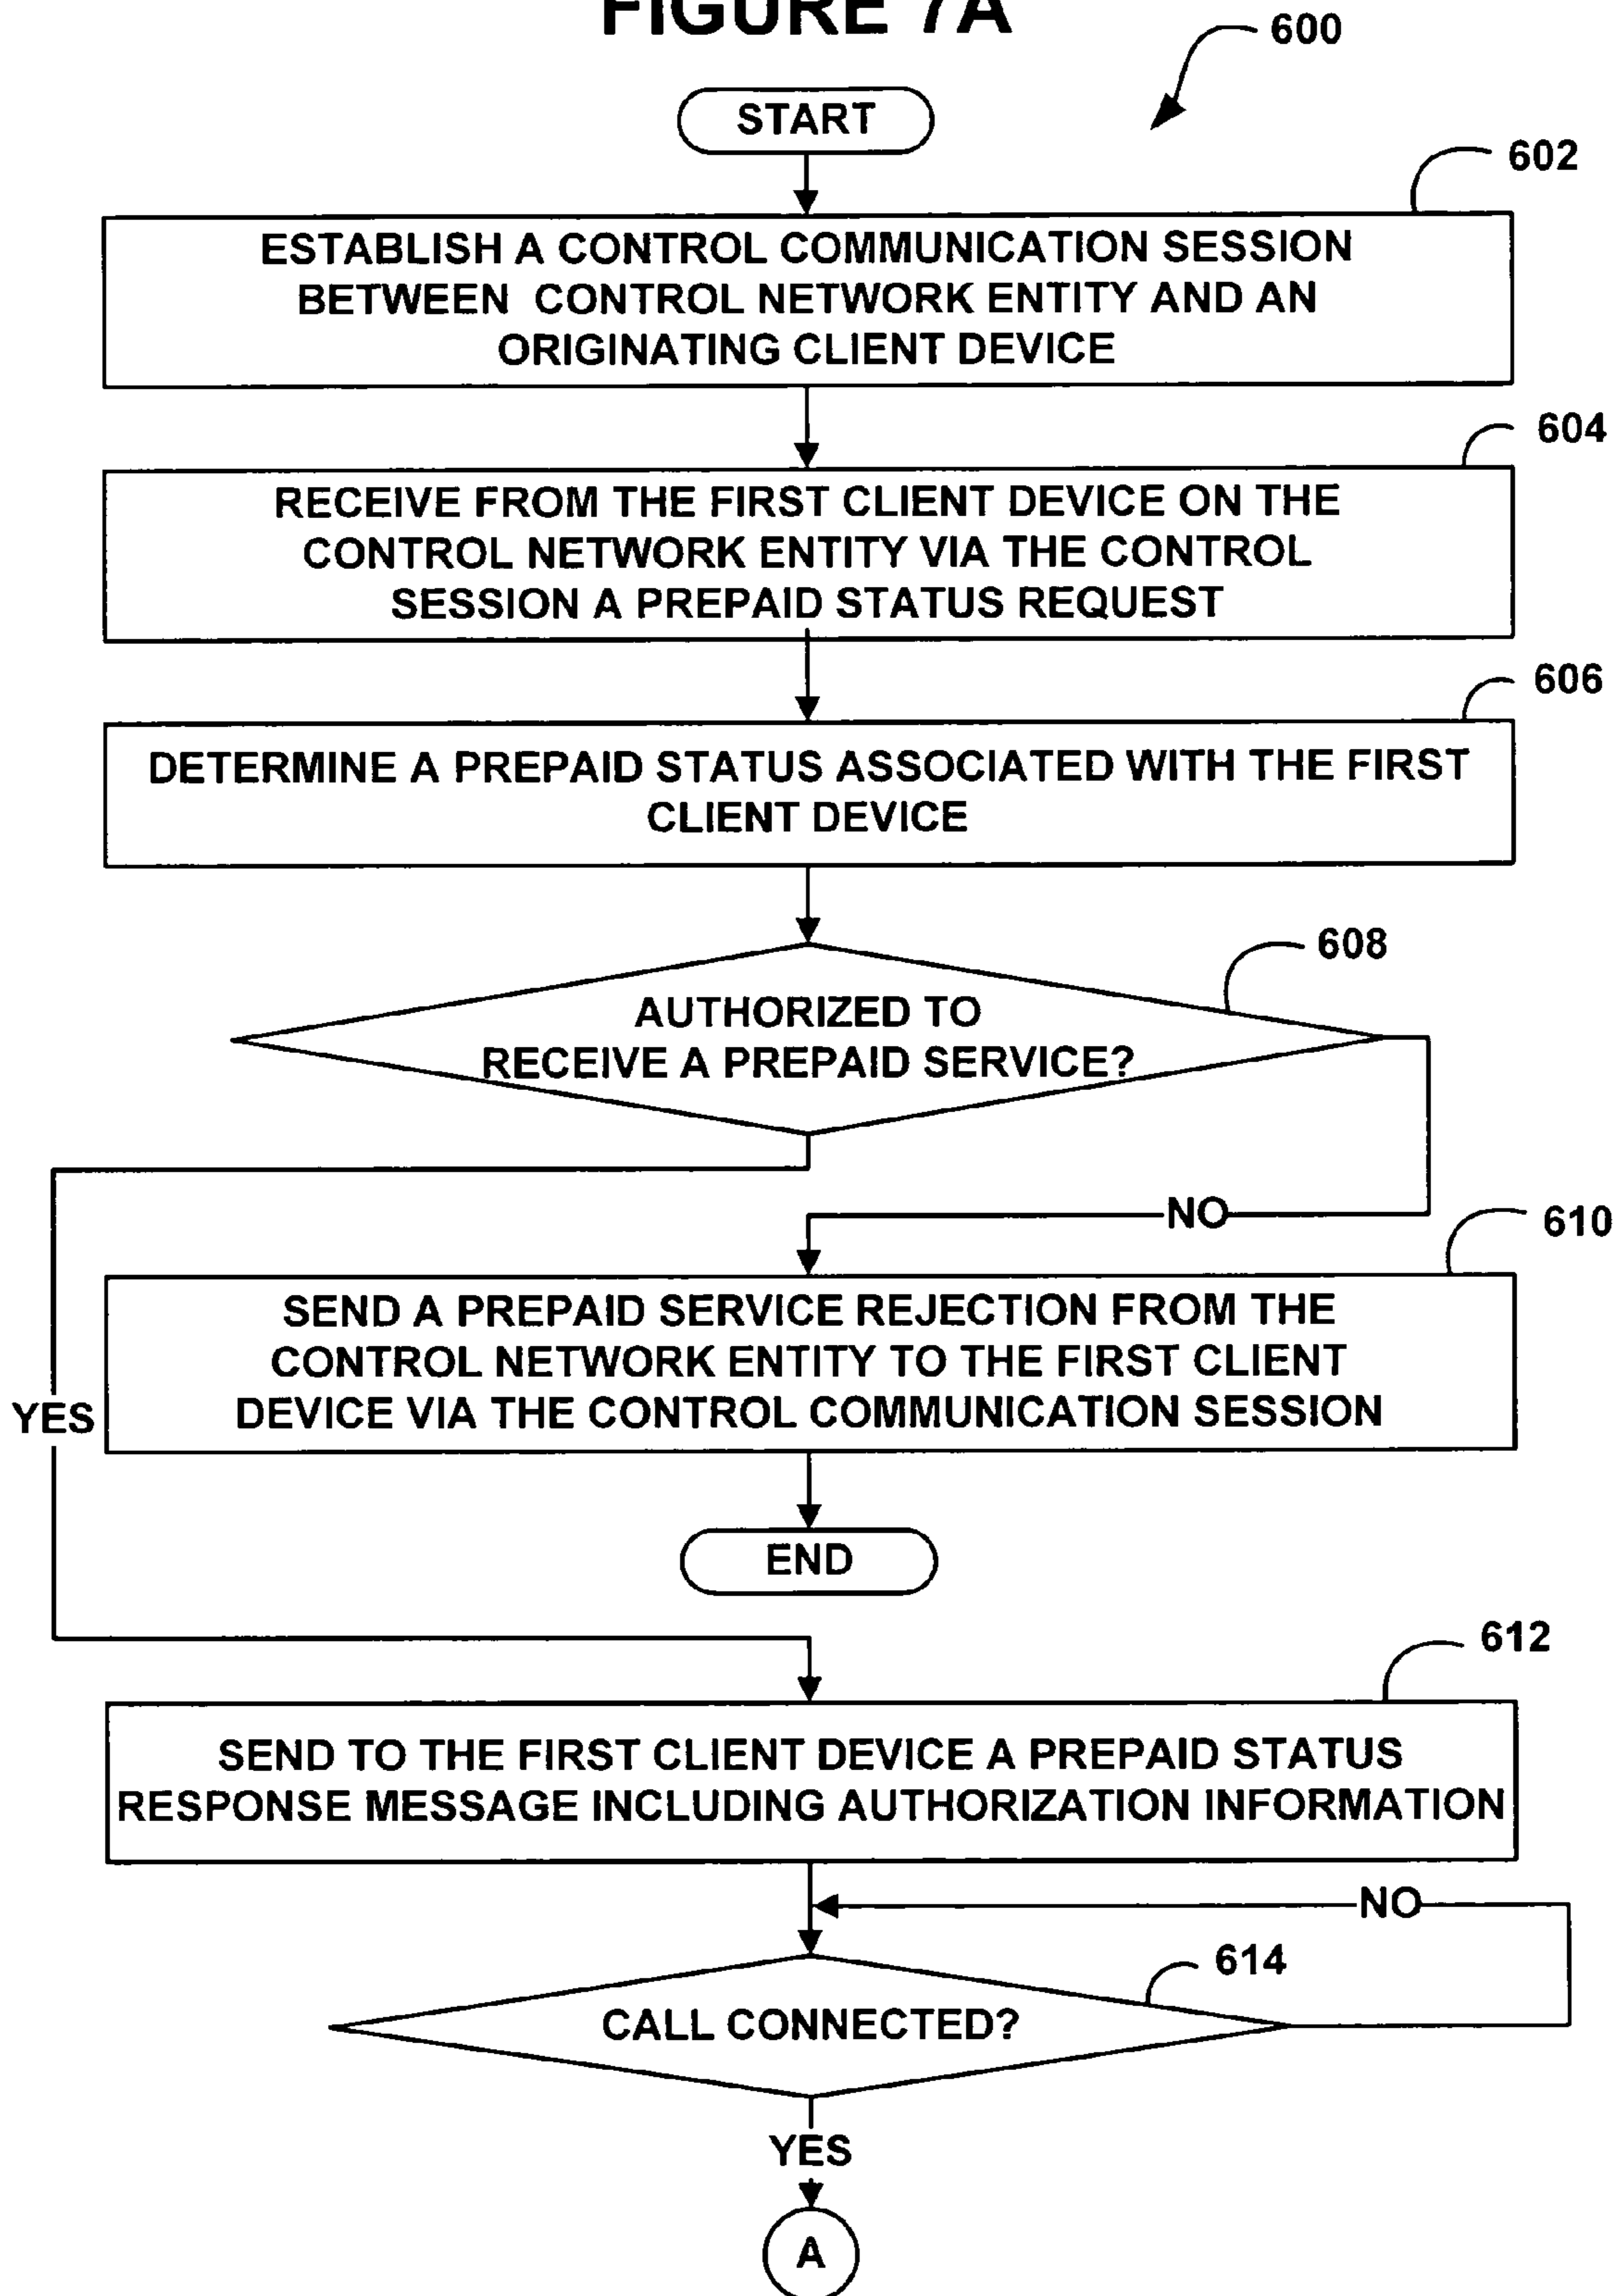 FIGURE 7A
600
START
602
ESTABLISH A CONTROL COMMUNICATION SESSION
BETWEEN CONTROL NETWORK ENTITY AND AN
ORIGINATING CLIENT DEVICE
604
RECEIVE FROM THE FIRST CLIENT DEVICE ON THE
CONTROL NETWORK ENTITY VIA THE CONTROL
SESSION A PREPAID STATUS REQUEST
606
DETERMINE A PREPAID STATUS ASSOCIATED WITH THE FIRST
CLIENT DEVICE
608
AUTHORIZED TO
RECEIVE A PREPAID SERVICE?
NO
610
SEND A PREPAID SERVICE REJECTION FROM THE
CONTROL NETWORK ENTITY TO THE FIRST CLIENT
DEVICE VIA THE CONTROL COMMUNICATION SESSION
YES
END
612
SEND TO THE FIRST CLIENT DEVICE A PREPAID STATUS
RESPONSE MESSAGE INCLUDING AUTHORIZATION INFORMATION
NO
614
CALL CONNECTED?
YES
A